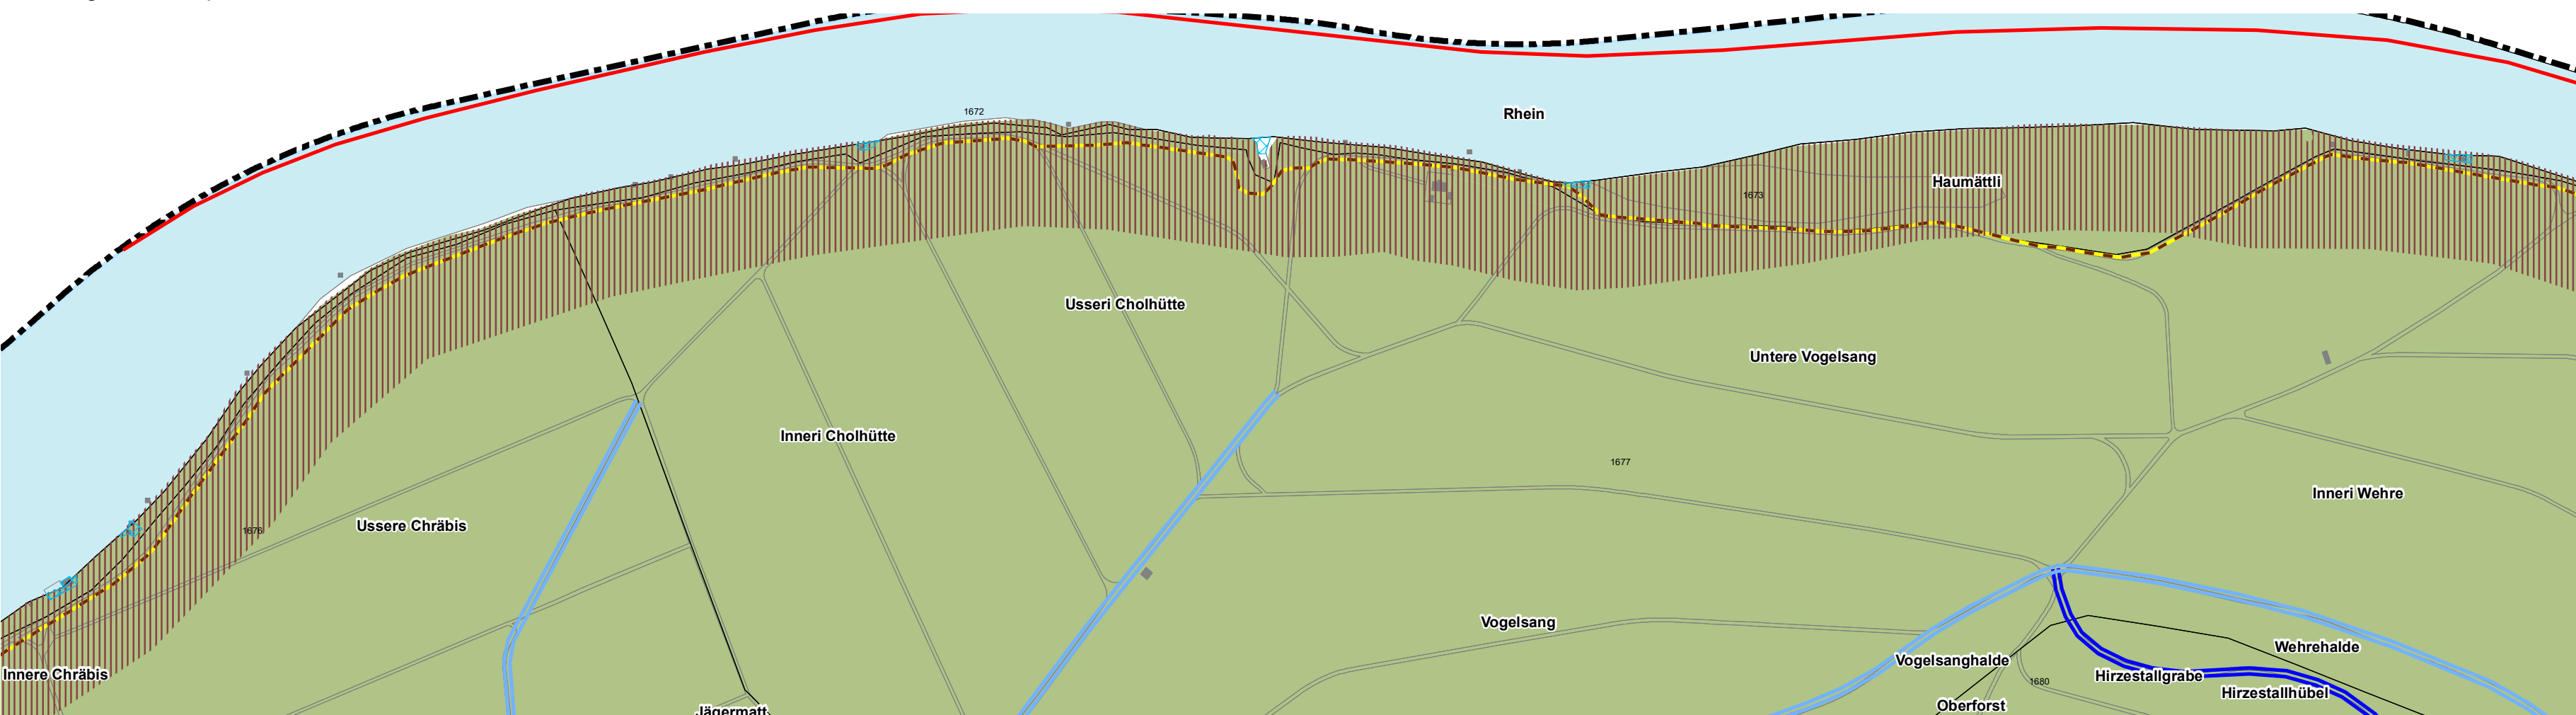 1672
Rhein
Haumättli
1673
Usseri Cholhütte
Untere Vogelsang
Inneri Cholhütte
1677
Inneri Wehre
Ussere Chräbis
1676
Vogelsang
Wehrehalde
Vogelsanghalde
Innere Chräbis
Hirzestallgrabe
1680
Hirzestallhübel
Oberforst
Jägermatt